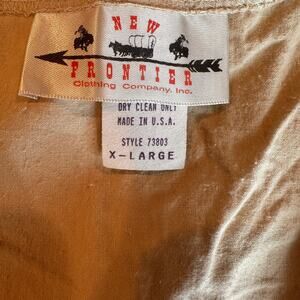 NEW
FRONTIER
Clothing Company, Inc.
DRY CLEAN ONLY
MADE IN U.S.A.
STYLE 73803
X-LARGE